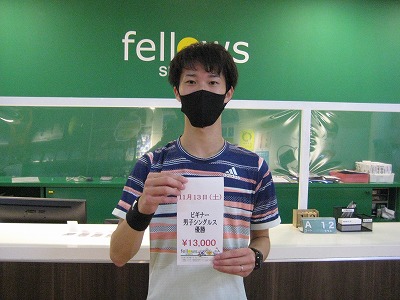 fellows
adidas
11月13日(土)
ビギナー
男子シングルス
優勝
¥13,000
fellows
A 12